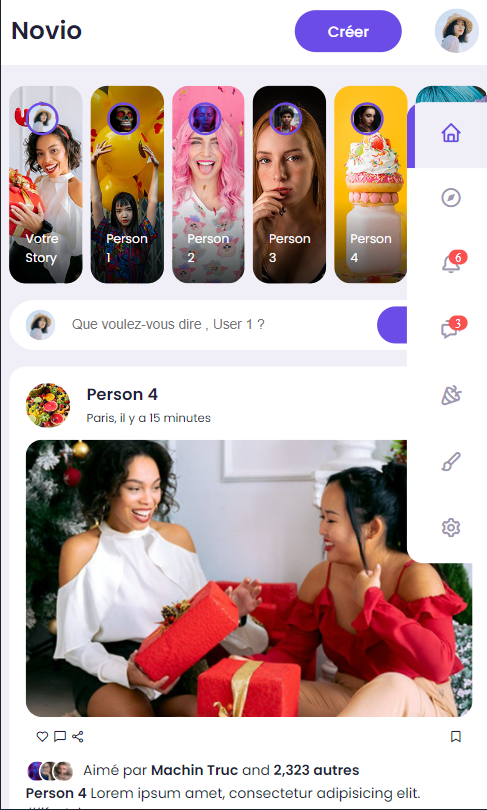 Novio
Créer
Votre
Story
Person
1
Person
2
Person
3
Person
4
6
3
Que voulez-vous dire , User 1 ?
Person 4
Paris, il y a 15 minutes
Aimé par Machin Truc and 2,323 autres
Person 4 Lorem ipsum amet, consectetur adipisicing elit.